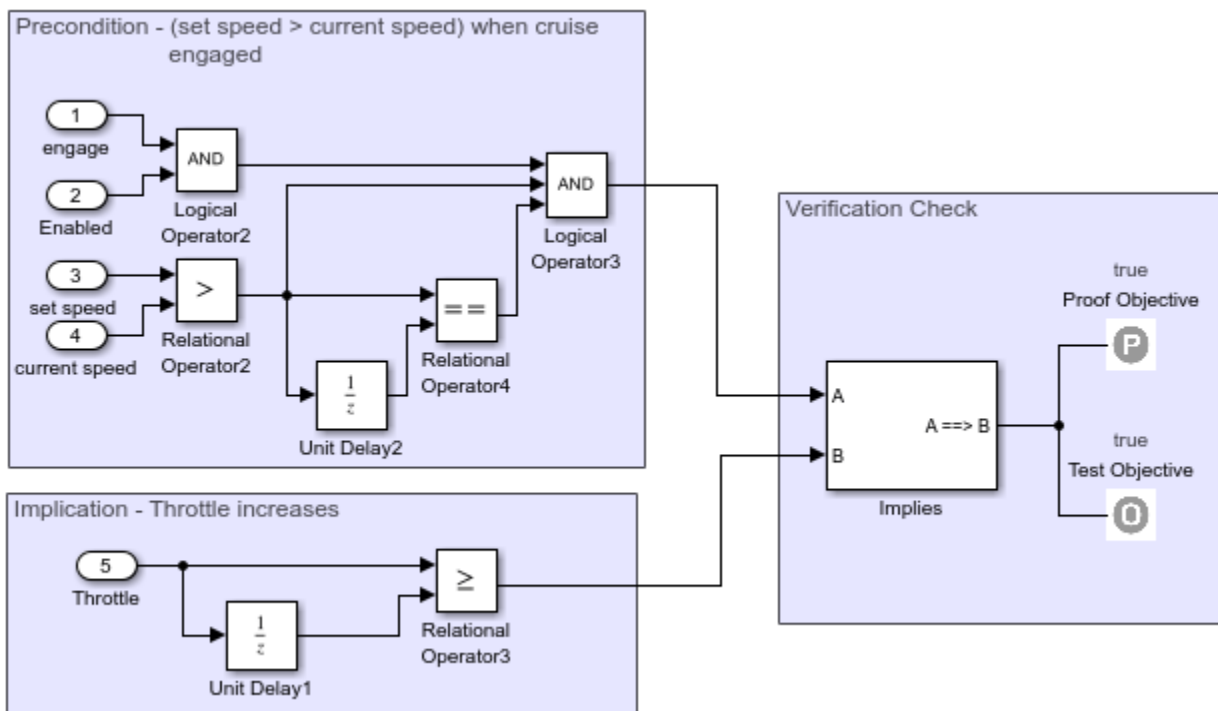 Precondition - (set speed > current speed) when cruise
engaged
1
engage
AND
2
Enabled
Logical
Operator2
AND
Logical
Operator3
3
set speed
>
4
current speed
Relational
Operator2
==
Relational
Operator4
1
z
Unit Delay2
Implication - Throttle increases
5
Throttle
≥
Relational
Operator3
1
z
Unit Delay1
Verification Check
true
Proof Objective
P
A
A ==> B
B
Implies
true
Test Objective
O